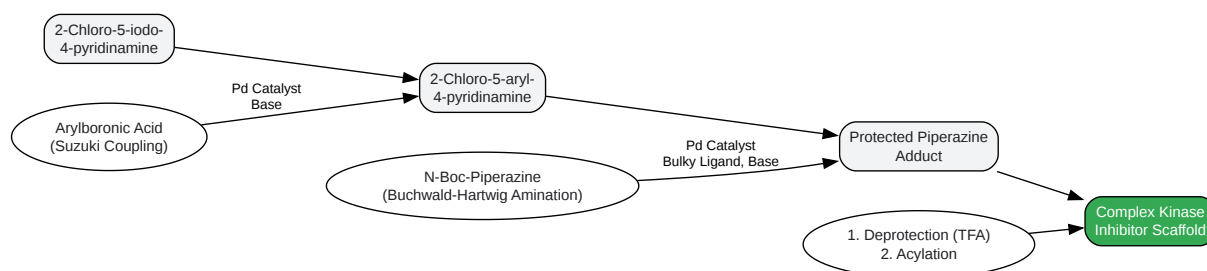 2-Chloro-5-iodo-
4-pyridinamine
Pd Catalyst
Base
Arylboronic Acid
(Suzuki Coupling)
2-Chloro-5-aryl-
4-pyridinamine
Pd Catalyst
Bulky Ligand, Base
N-Boc-Piperazine
(Buchwald-Hartwig Amination)
Protected Piperazine
Adduct
1. Deprotection (TFA)
2. Acylation
Complex Kinase
Inhibitor Scaffold